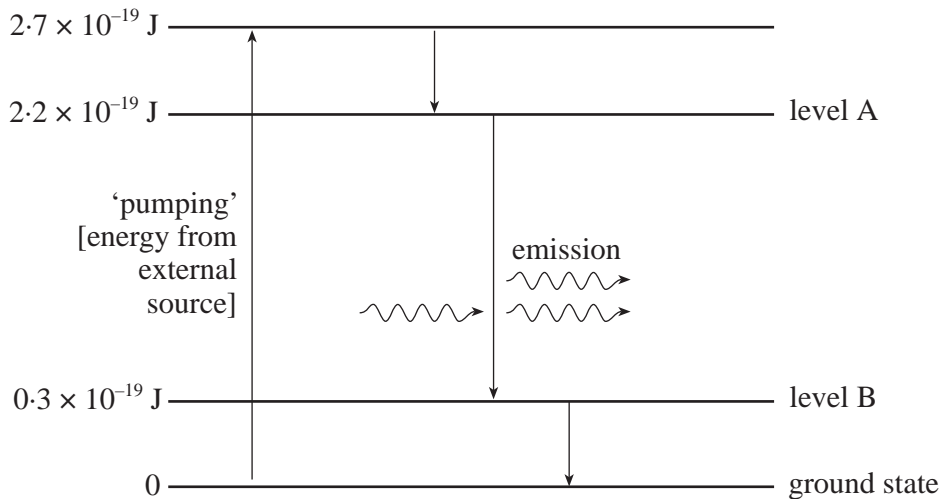 2·7 × 10⁻¹⁹ J
2·2 × 10⁻¹⁹ J
level A
‘pumping’
[energy from
external
source]
emission
0·3 × 10⁻¹⁹ J
level B
0
ground state